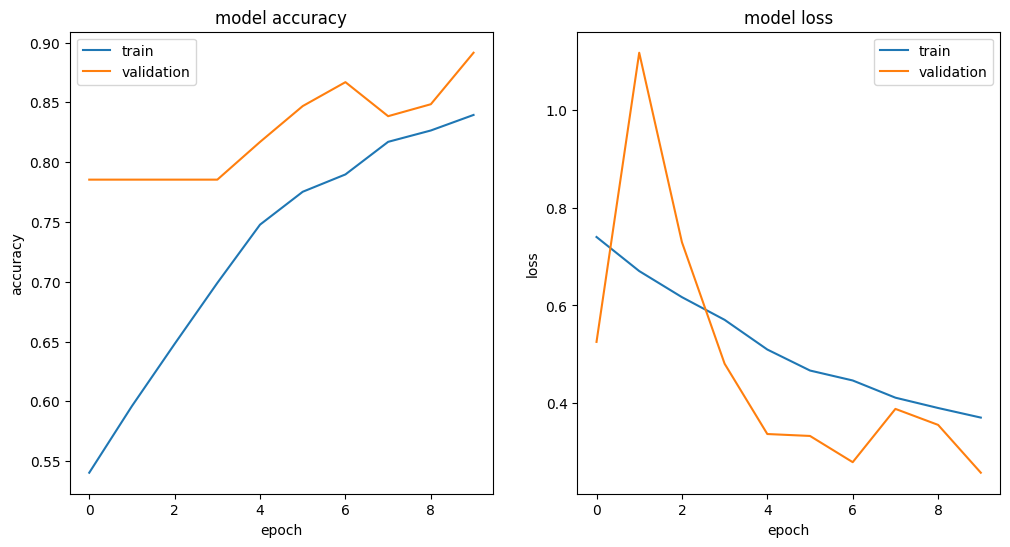 model accuracy
train
validation
0.90
0.85
0.80
0.75
0.70
0.65
0.60
0.55
accuracy
0 2 4 6 8
epoch
model loss
train
validation
1.0
0.8
0.6
0.4
loss
0 2 4 6 8
epoch